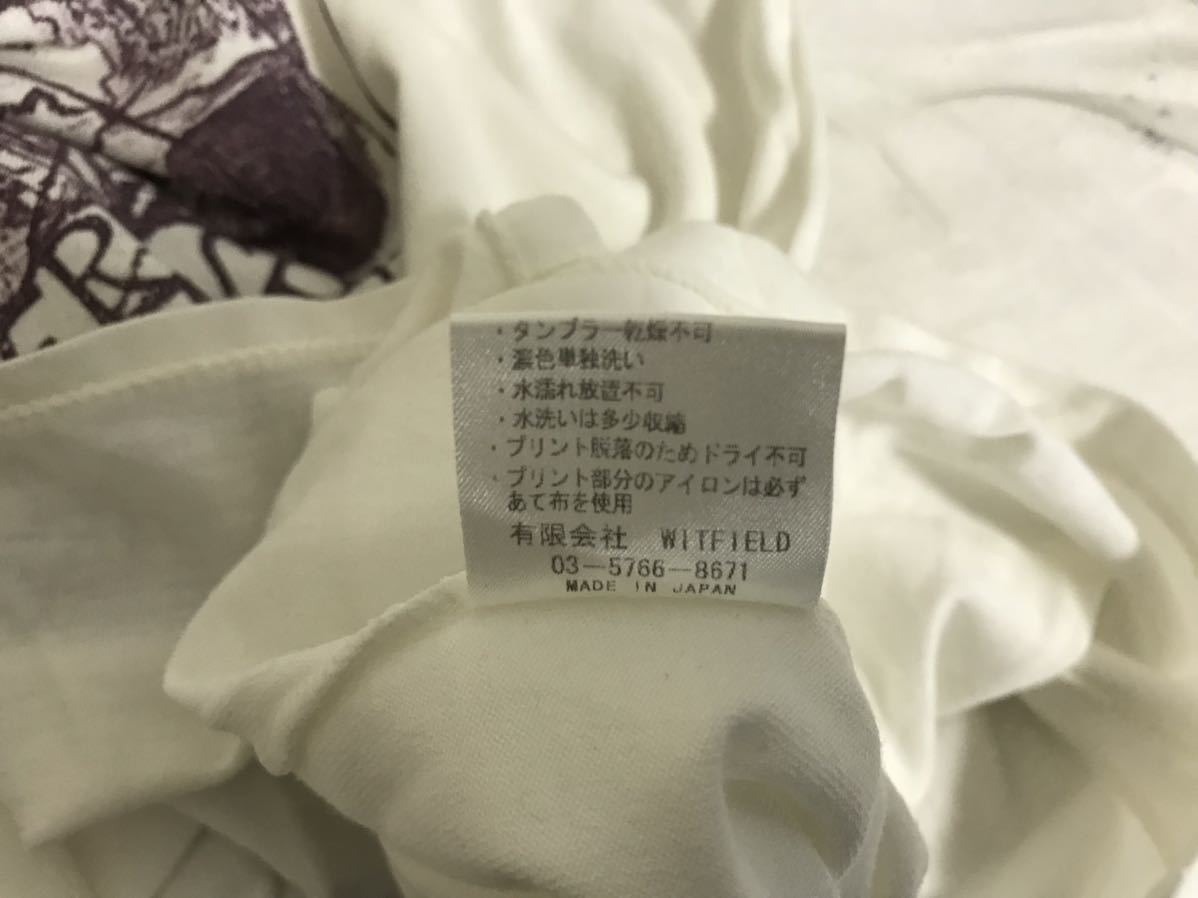 ・タンブラー乾燥不可
・濃色単独洗い
・水濡れ放置不可
・水洗いは多少収縮
・プリント脱落のためドライ不可
・プリント部分のアイロンは必ず
あて布を使用
有限会社 WITFIELD
03-5766-8671
MADE IN JAPAN